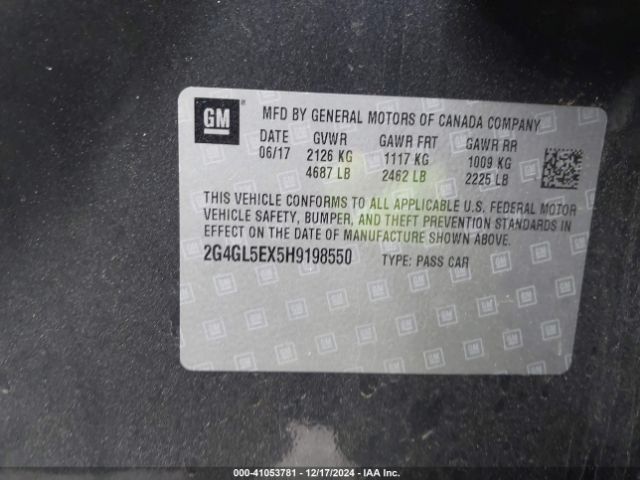 GM
MFD BY GENERAL MOTORS OF CANADA COMPANY
DATE GVWR GAWR FRT GAWR RR
06/17 2126 KG 1117 KG 1009 KG
4687 LB 2462 LB 2225 LB
THIS VEHICLE CONFORMS TO ALL APPLICABLE U.S. FEDERAL MOTOR
VEHICLE SAFETY, BUMPER, AND THEFT PREVENTION STANDARDS IN
EFFECT ON THE DATE OF MANUFACTURE SHOWN ABOVE.
2G4GL5EX5H9198550 TYPE: PASS CAR
000-41053781 - 12/17/2024 - IAA Inc.